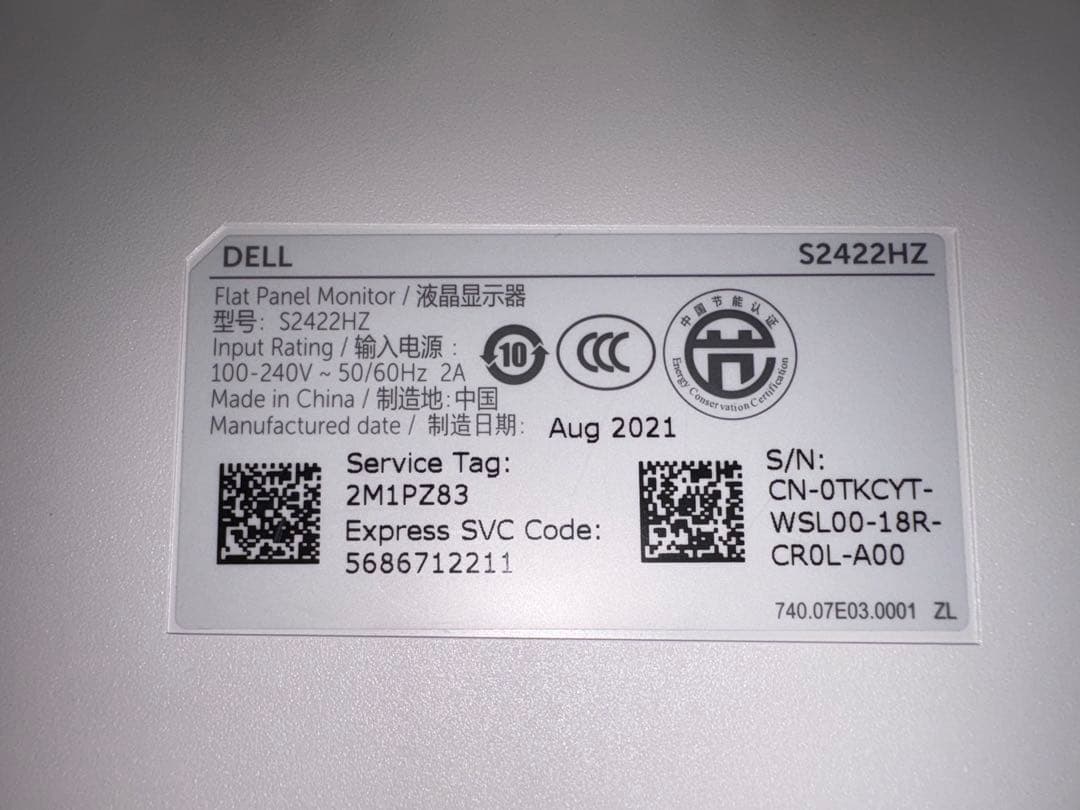 DELL
S2422HZ
Flat Panel Monitor / 液晶显示器
型号: S2422HZ
Input Rating / 输入电源 :
100-240V ~ 50/60Hz 2A
Made in China / 制造地:中国
Manufactured date / 制造日期: Aug 2021
10
CCC
中国节能认证
Energy Conservation Certification
Service Tag:
2M1PZ83
Express SVC Code:
5686712211
S/N:
CN-0TKCYT-
WSL00-18R-
CR0L-A00
740.07E03.0001 ZL